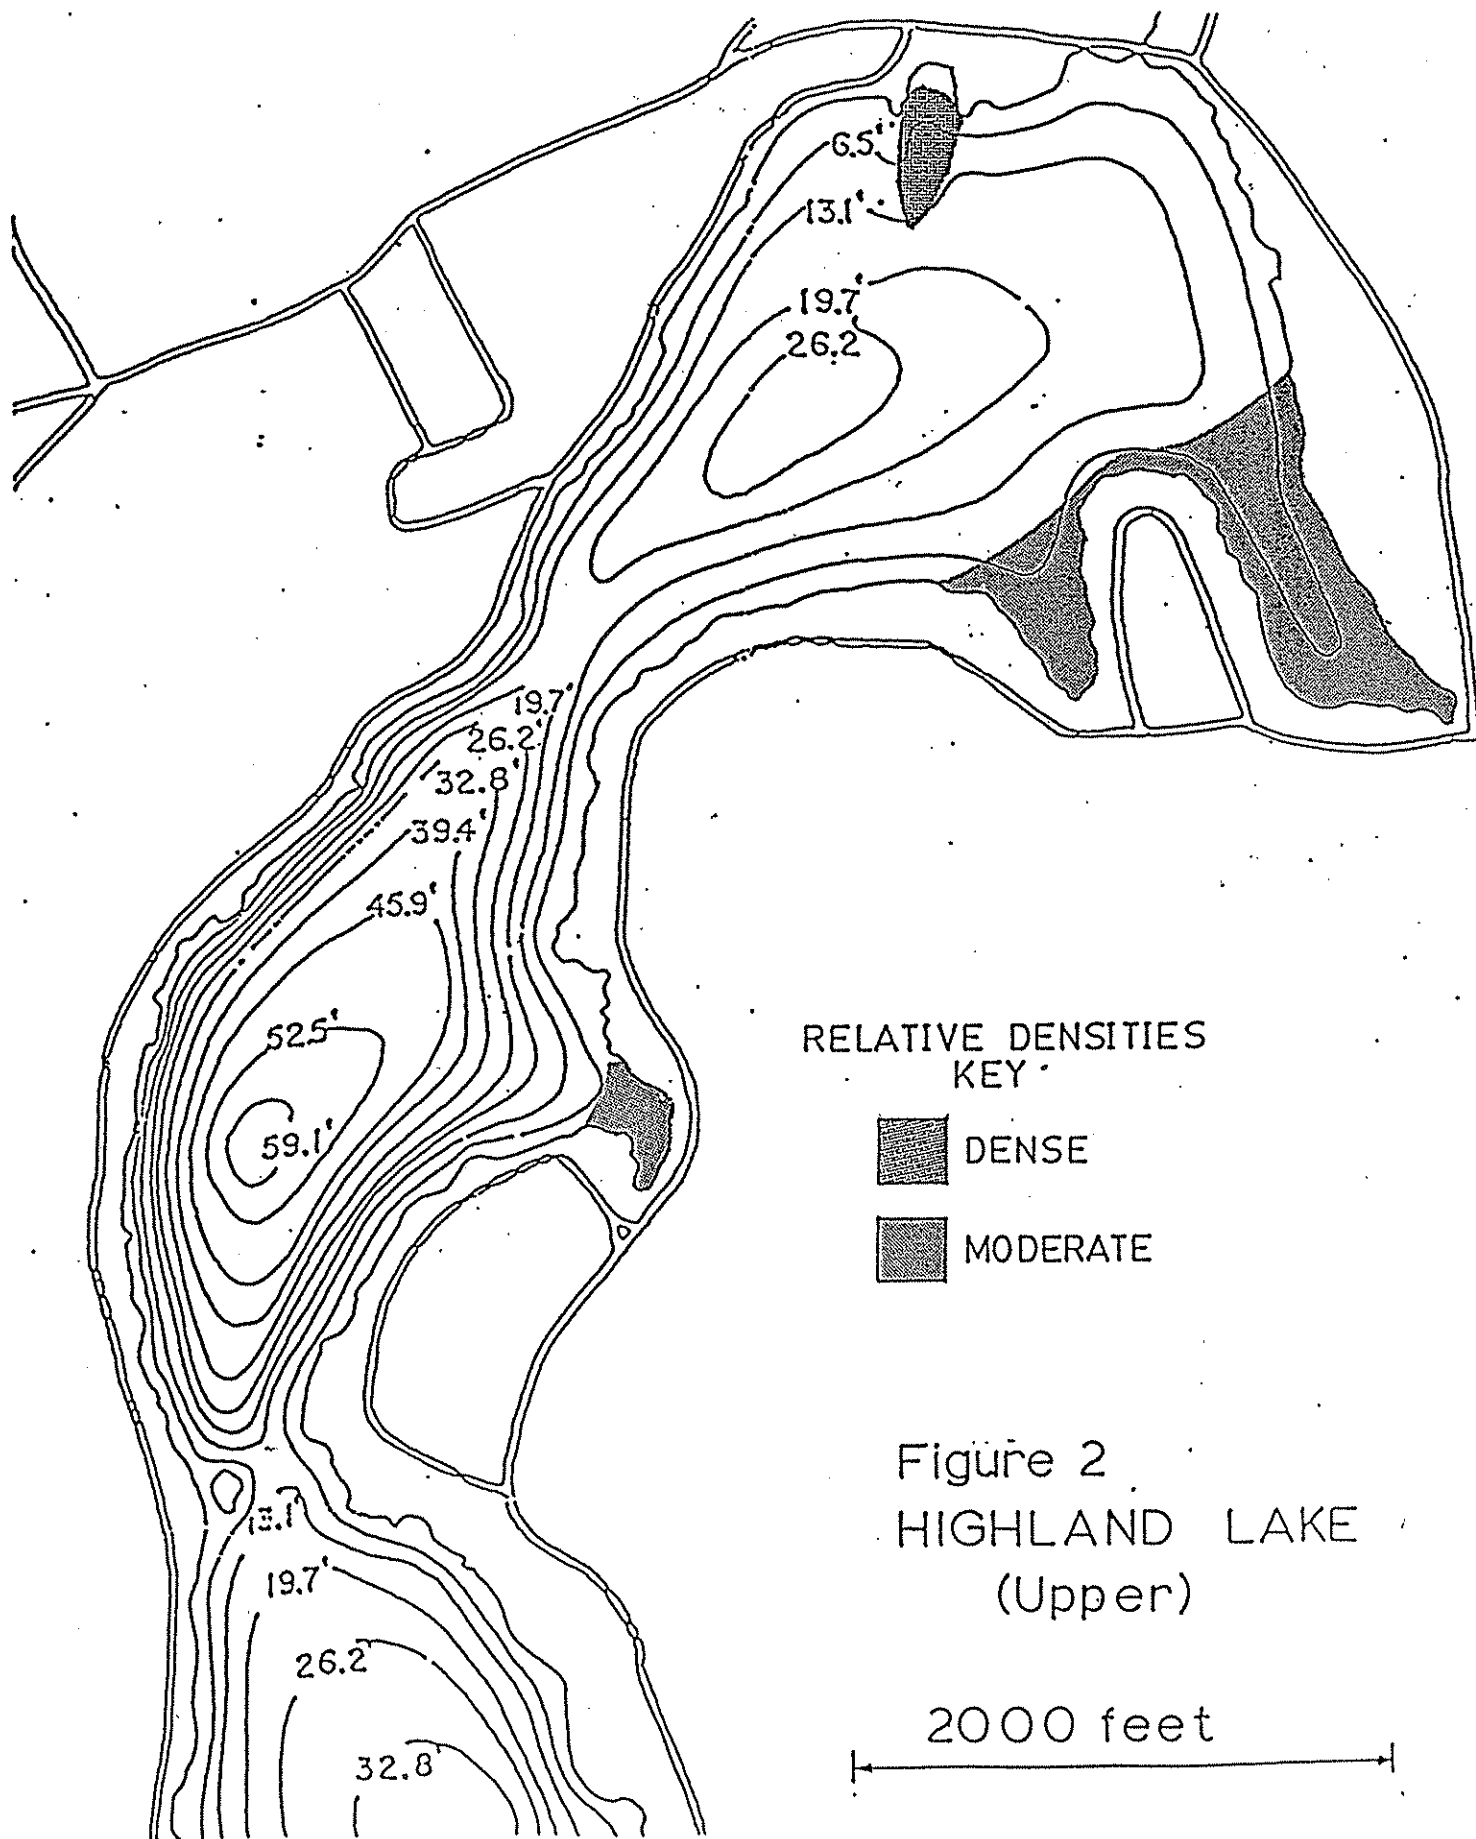 6.5'
13.1'
19.7'
26.2
19.7'
26.2'
32.8'
39.4'
45.9'
52.5'
59.1'
RELATIVE DENSITIES
KEY
DENSE
MODERATE
Figure 2
HIGHLAND LAKE
(Upper)
13.1'
19.7'
26.2'
32.8'
2000 feet